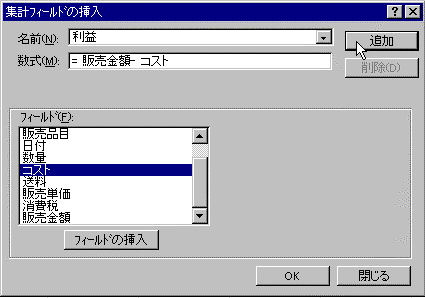 集計フィールドの挿入
名前(N): 利益 追加
数式(M): = 販売金額- コスト 削除(D)
フィールド(F):
販売品目
日付
数量
コスト
送料
販売単価
消費税
販売金額
フィールドの挿入
OK 閉じる